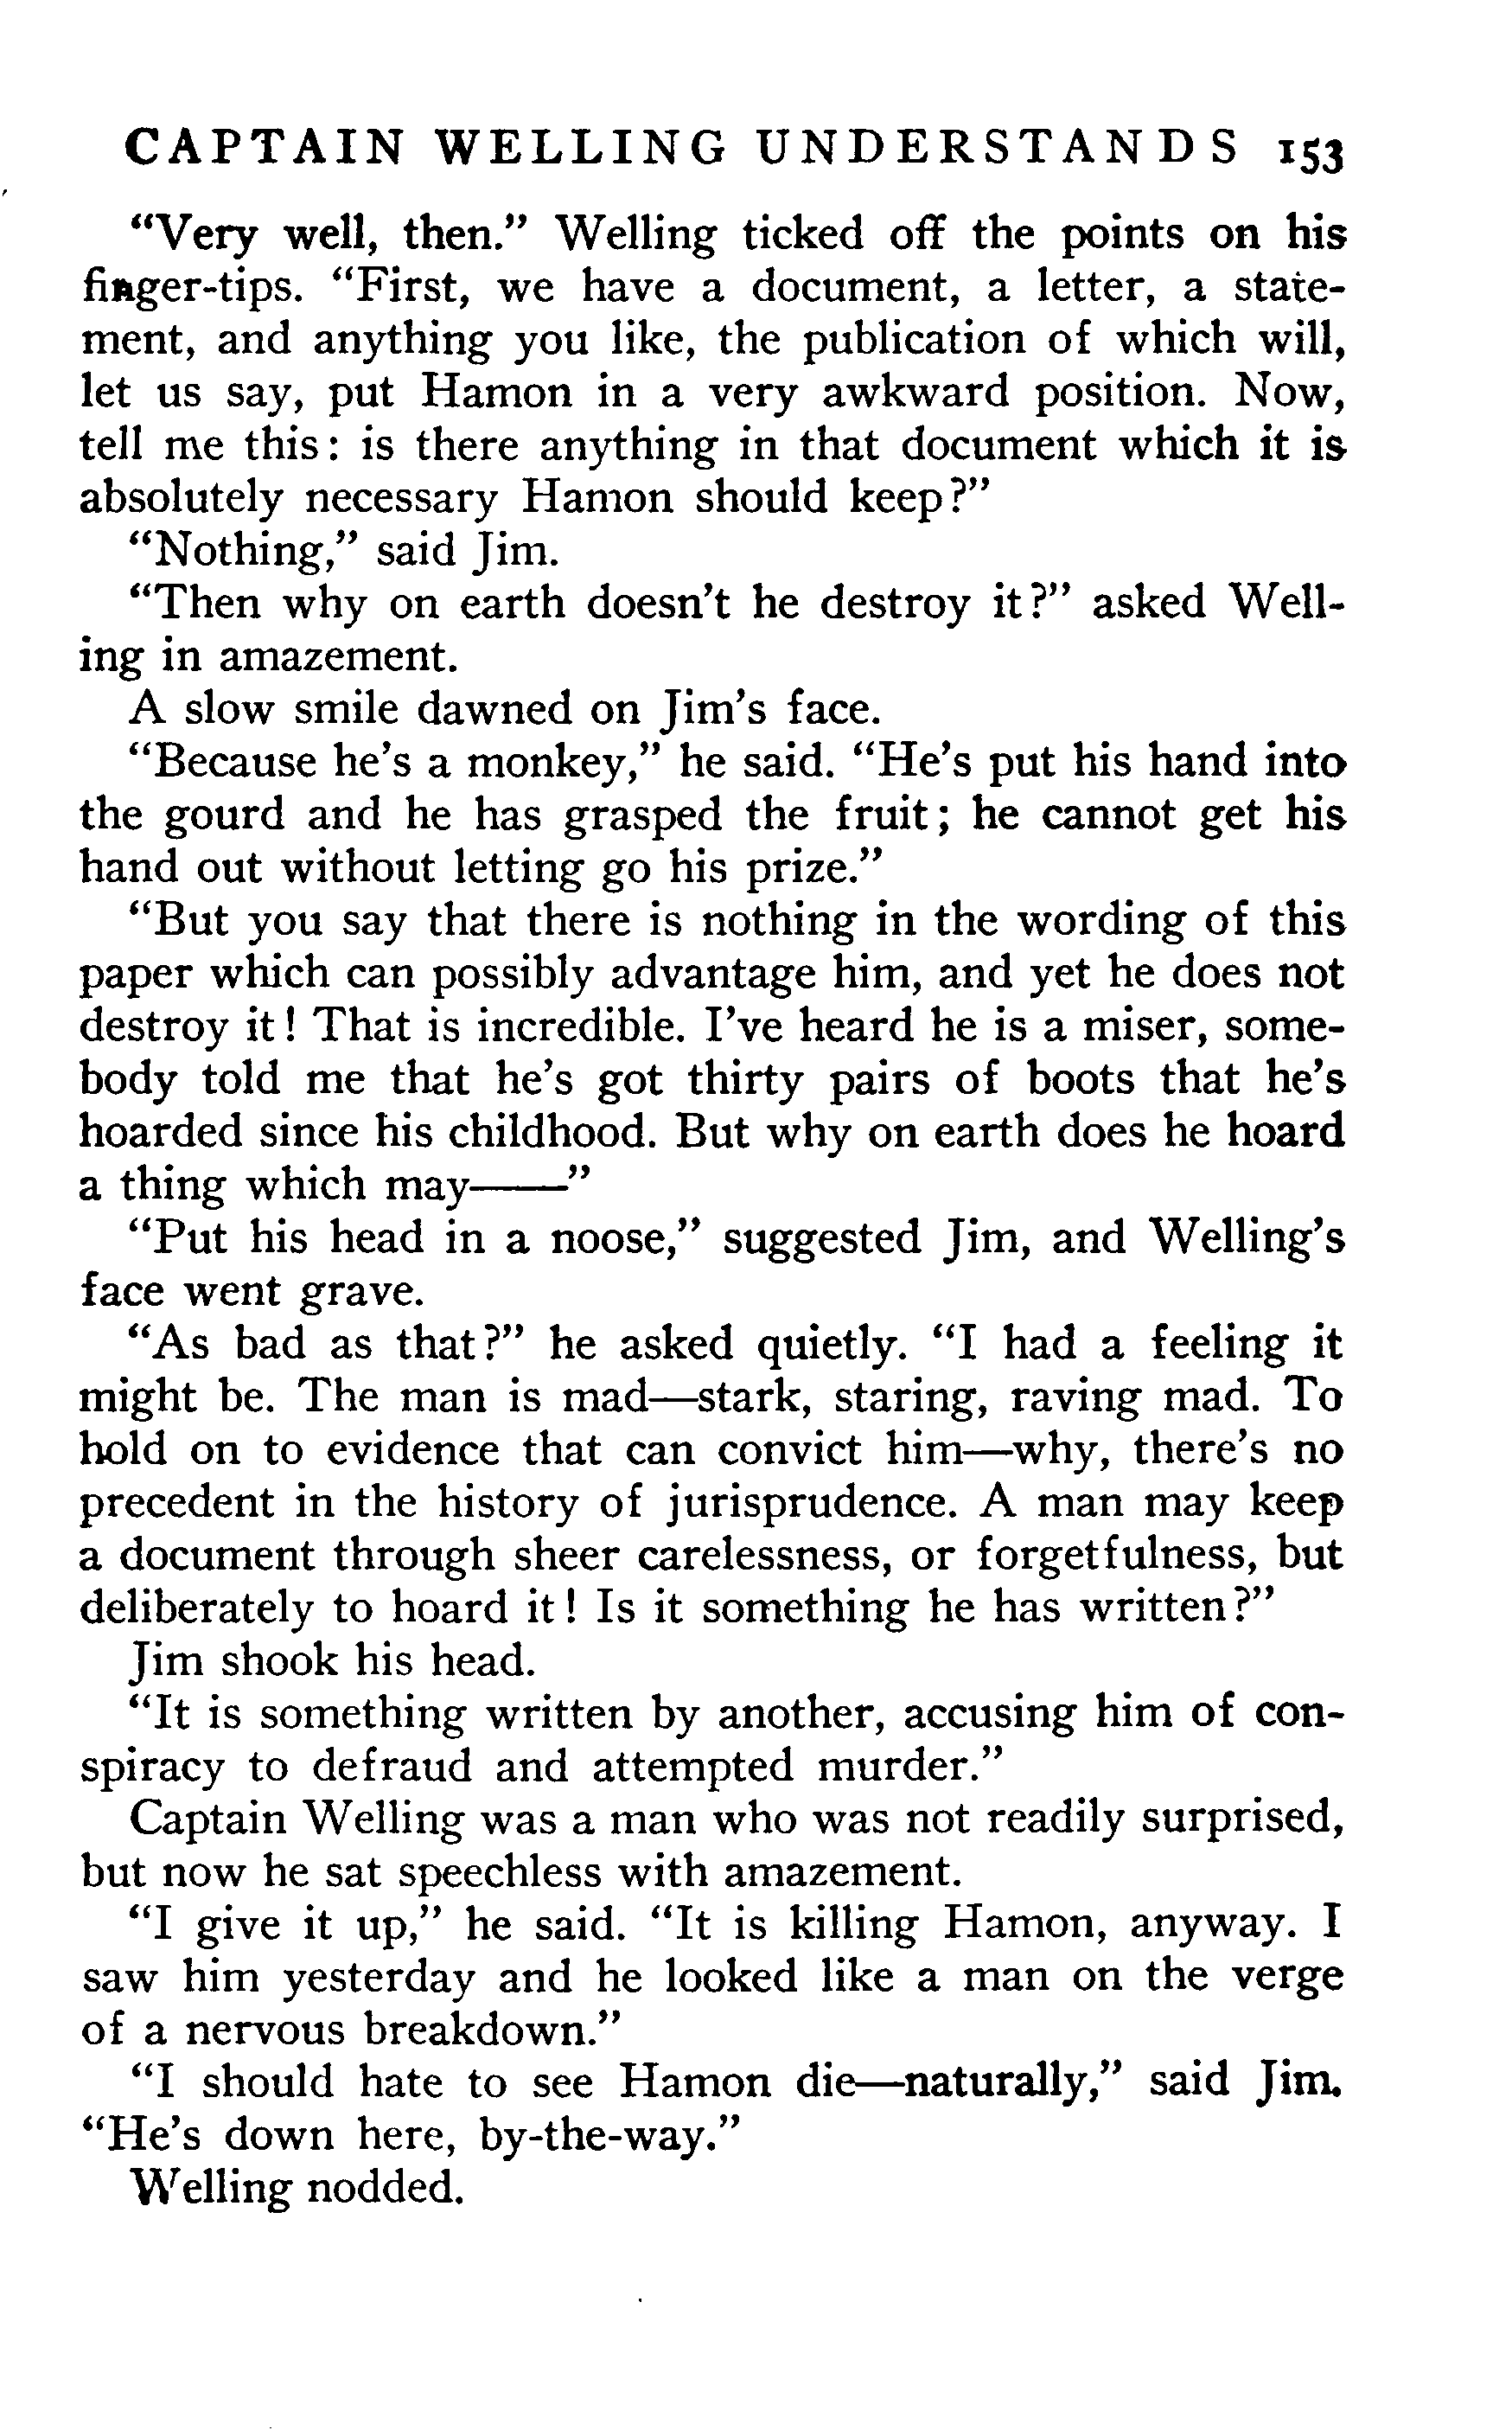 CAPTAIN WELLING UNDERSTANDS 153
“Very well, then.” Welling ticked off the points on his
finger-tips. “First, we have a document, a letter, a state-
ment, and anything you like, the publication of which will,
let us say, put Hamon in a very awkward position. Now,
tell me this: is there anything in that document which it is
absolutely necessary Hamon should keep?”
“Nothing,” said Jim.
“Then why on earth doesn’t he destroy it?” asked Well-
ing in amazement.
A slow smile dawned on Jim’s face.
“Because he’s a monkey,” he said. “He’s put his hand into
the gourd and he has grasped the fruit; he cannot get his
hand out without letting go his prize.”
“But you say that there is nothing in the wording of this
paper which can possibly advantage him, and yet he does not
destroy it! That is incredible. I’ve heard he is a miser, some-
body told me that he’s got thirty pairs of boots that he’s
hoarded since his childhood. But why on earth does he hoard
a thing which may——”
“Put his head in a noose,” suggested Jim, and Welling’s
face went grave.
“As bad as that?” he asked quietly. “I had a feeling it
might be. The man is mad—stark, staring, raving mad. To
hold on to evidence that can convict him—why, there’s no
precedent in the history of jurisprudence. A man may keep
a document through sheer carelessness, or forgetfulness, but
deliberately to hoard it! Is it something he has written?”
Jim shook his head.
“It is something written by another, accusing him of con-
spiracy to defraud and attempted murder.”
Captain Welling was a man who was not readily surprised,
but now he sat speechless with amazement.
“I give it up,” he said. “It is killing Hamon, anyway. I
saw him yesterday and he looked like a man on the verge
of a nervous breakdown.”
“I should hate to see Hamon die—naturally,” said Jim.
“He’s down here, by-the-way.”
Welling nodded.